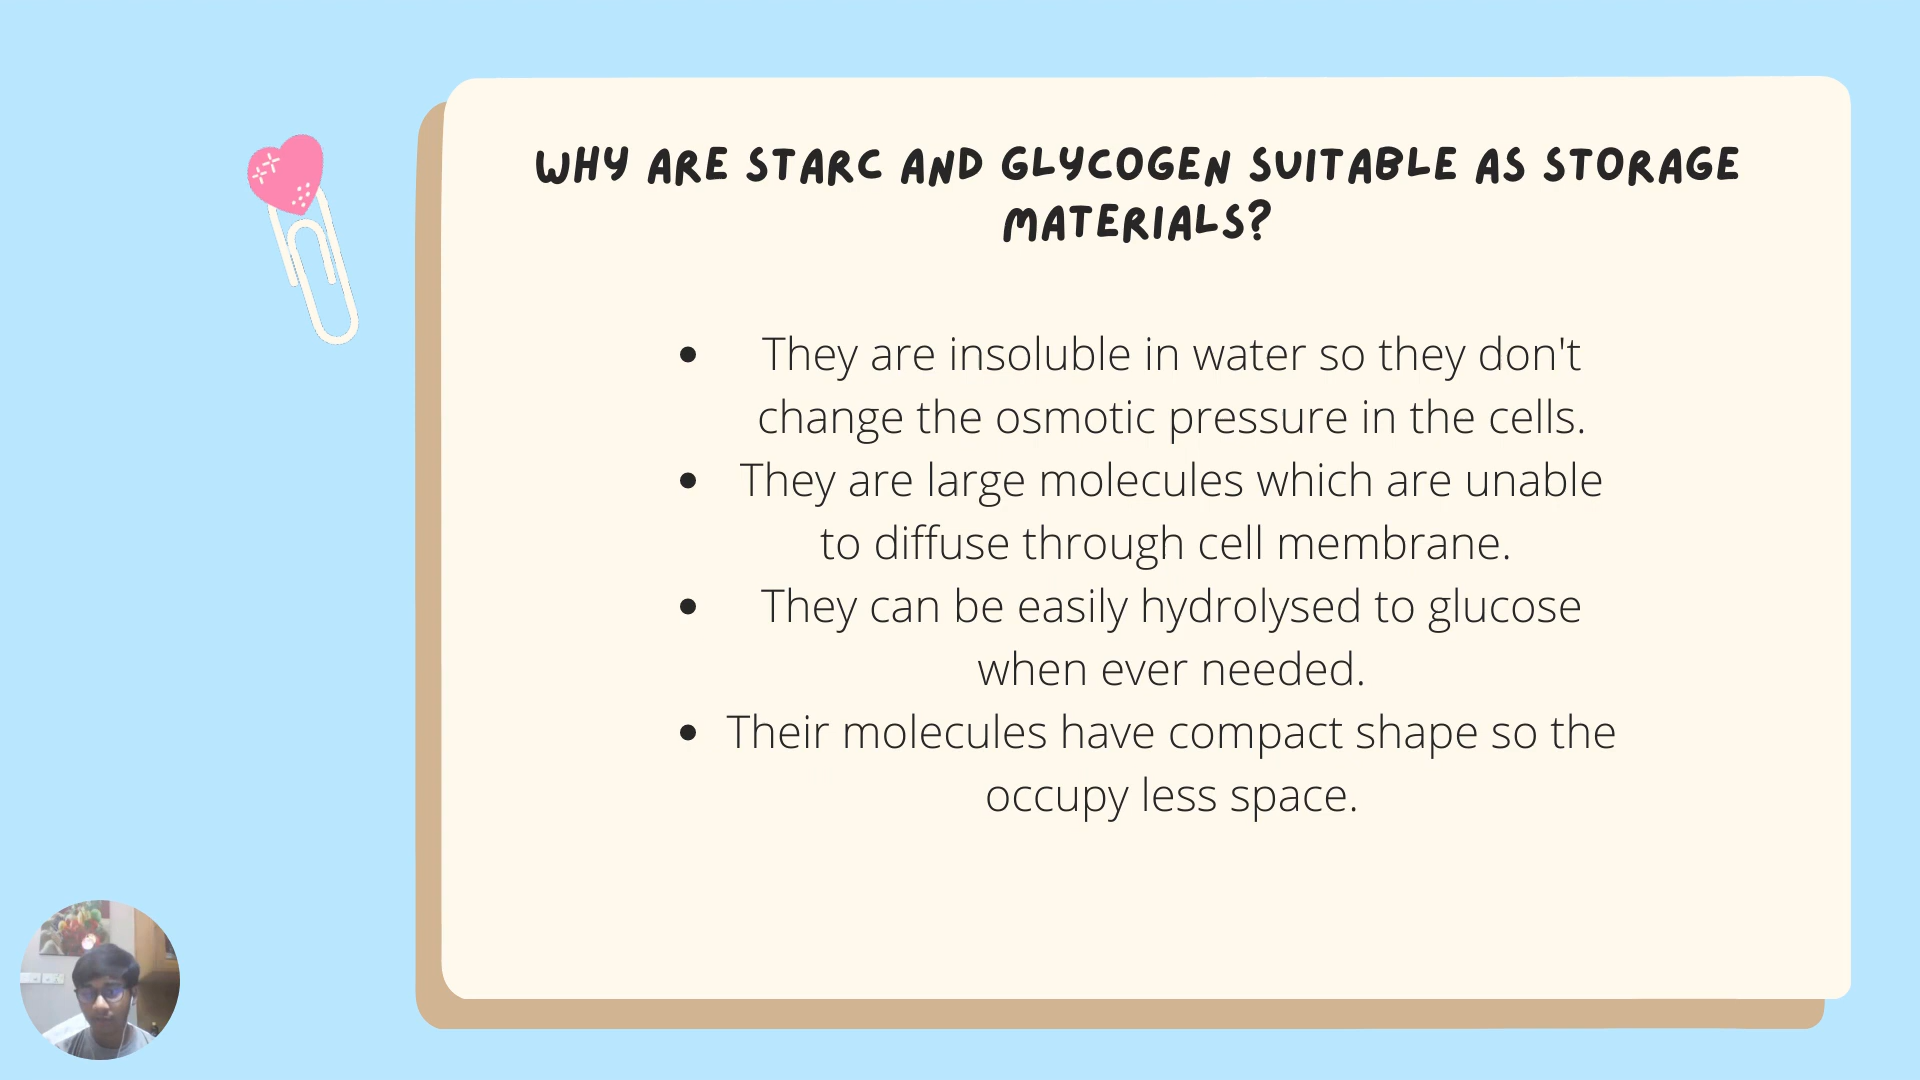 WHY ARE STARC AND GLYCOGEN SUITABLE AS STORAGE
MATERIALS?
• They are insoluble in water so they don't
change the osmotic pressure in the cells.
• They are large molecules which are unable
to diffuse through cell membrane.
• They can be easily hydrolysed to glucose
when ever needed.
• Their molecules have compact shape so the
occupy less space.